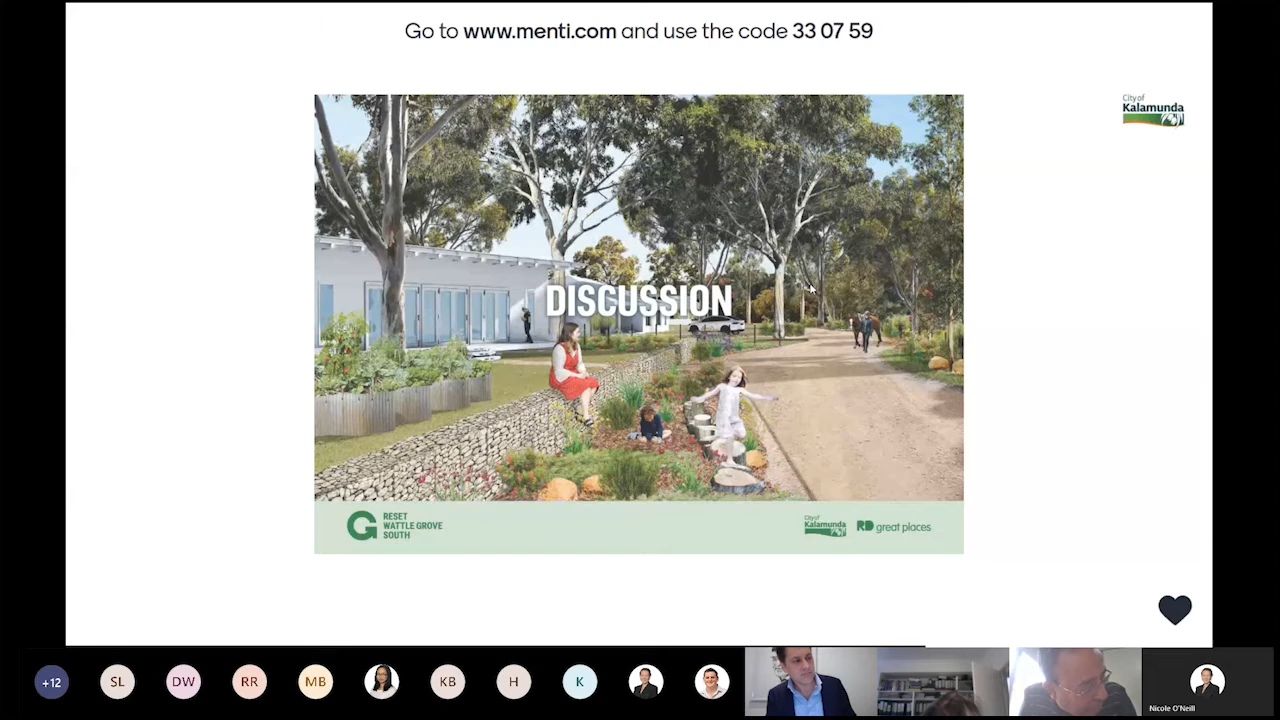 Go to www.menti.com and use the code 33 07 59
City of
Kalamunda
DISCUSSION
RESET
WATTLE GROVE
SOUTH
City of
Kalamunda
RD great places
+12
SL
DW
RR
MB
KB
H
K
Nicole O'Neill